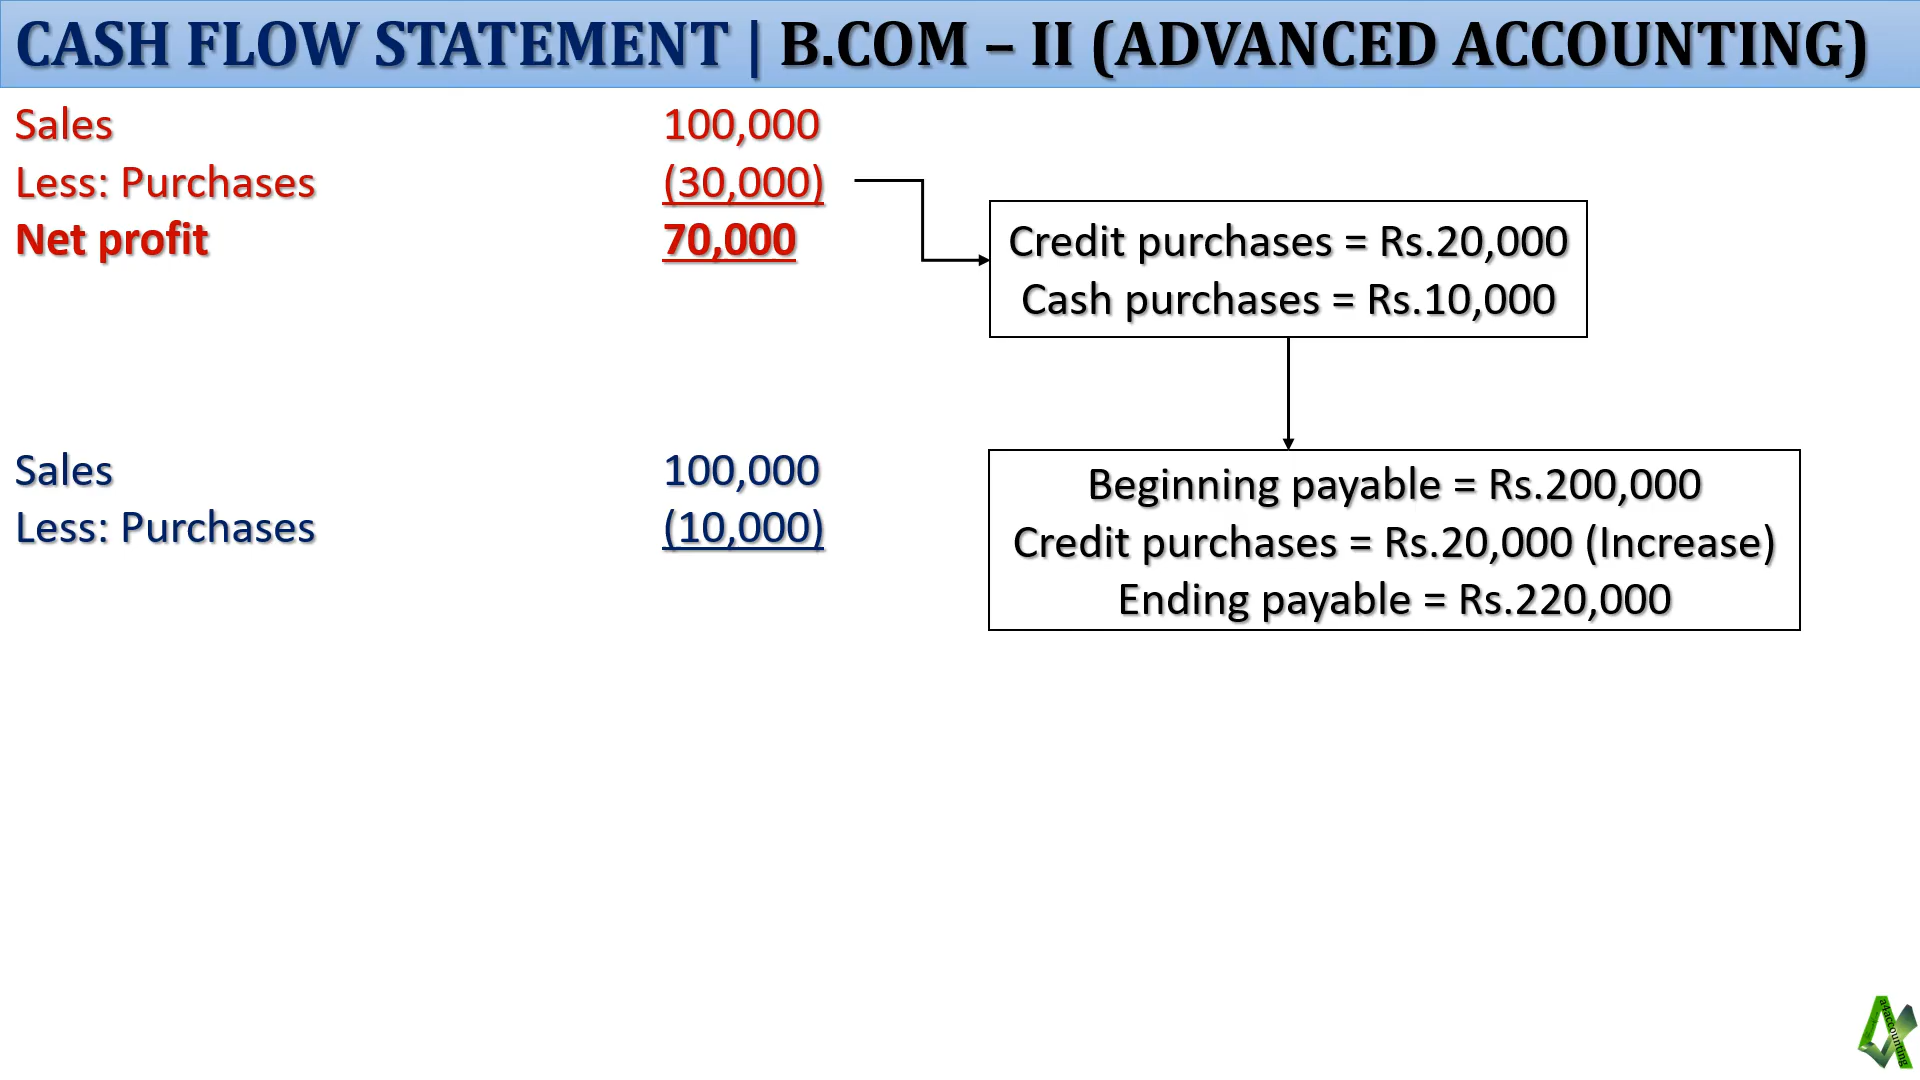 CASH FLOW STATEMENT | B.COM – II (ADVANCED ACCOUNTING)
Sales 100,000
Less: Purchases (30,000)
Net profit 70,000
Credit purchases = Rs.20,000
Cash purchases = Rs.10,000
Sales 100,000
Less: Purchases (10,000)
Beginning payable = Rs.200,000
Credit purchases = Rs.20,000 (Increase)
Ending payable = Rs.220,000
a4accounting